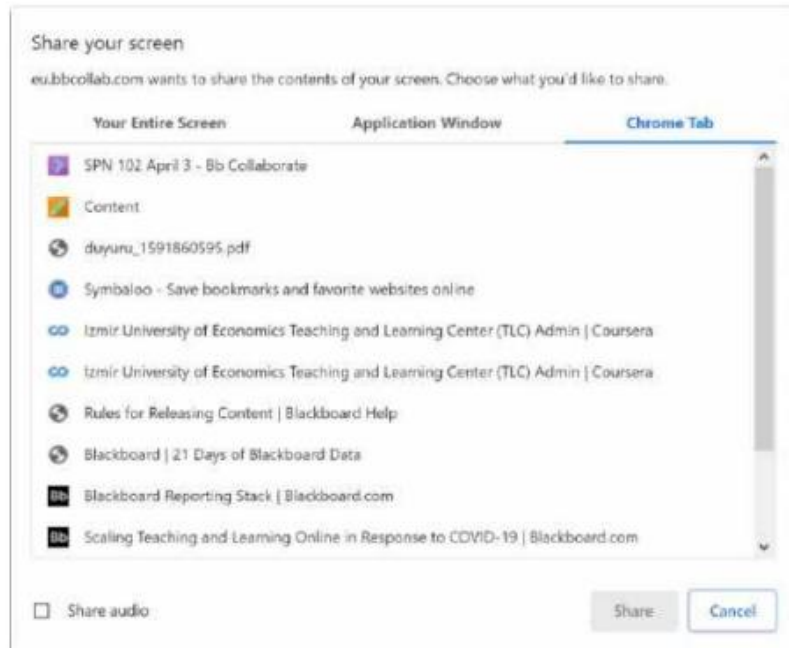 Share your screen
eu.bbcollab.com wants to share the contents of your screen. Choose what you'd like to share.
Your Entire Screen Application Window Chrome Tab
SPN 102 April 3 - Bb Collaborate
Content
duyuru_1591860595.pdf
Symbaloo - Save bookmarks and favorite websites online
Izmir University of Economics Teaching and Learning Center (TLC) Admin | Coursera
Izmir University of Economics Teaching and Learning Center (TLC) Admin | Coursera
Rules for Releasing Content | Blackboard Help
Blackboard | 21 Days of Blackboard Data
Bb Blackboard Reporting Stack | Blackboard.com
Bb Scaling Teaching and Learning Online in Response to COVID-19 | Blackboard.com
Share audio Share Cancel